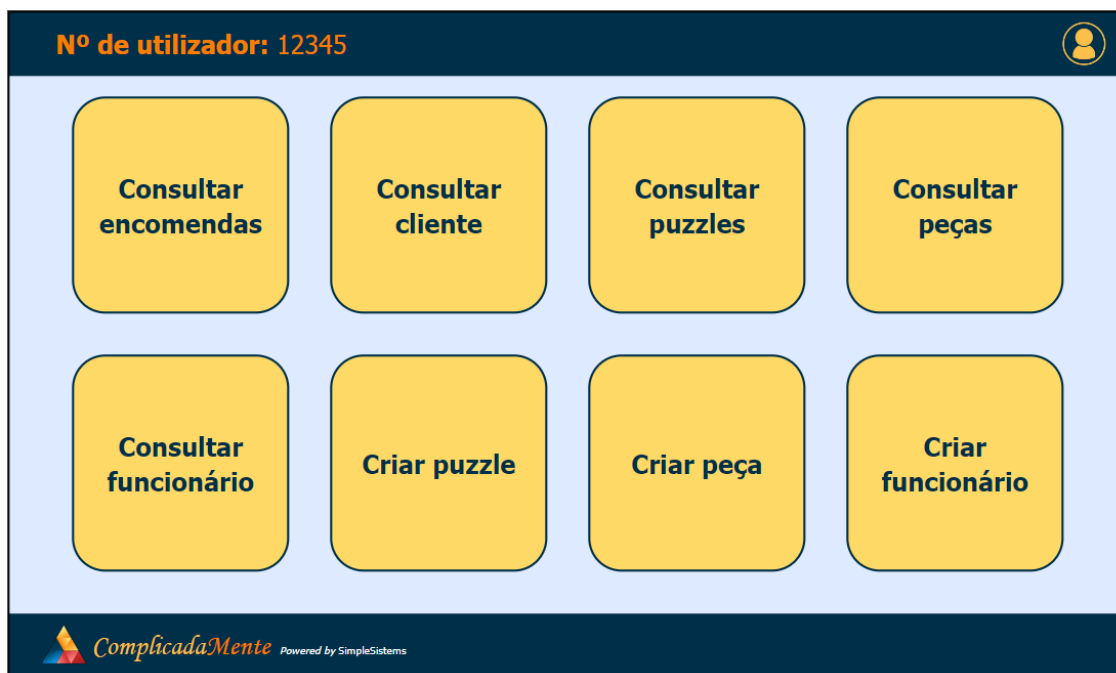 Nº de utilizador: 12345
Consultar
encomendas
Consultar
cliente
Consultar
puzzles
Consultar
peças
Consultar
funcionário
Criar puzzle
Criar peça
Criar
funcionário
ComplicadaMente Powered by SimpleSistems